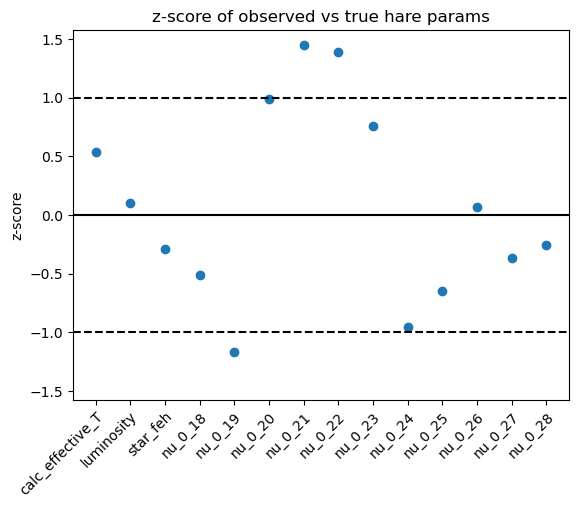 z-score of observed vs true hare params
z-score
1.5
1.0
0.5
0.0
−0.5
−1.0
−1.5
calc_effective_T
luminosity
star_feh
nu_0_18
nu_0_19
nu_0_20
nu_0_21
nu_0_22
nu_0_23
nu_0_24
nu_0_25
nu_0_26
nu_0_27
nu_0_28